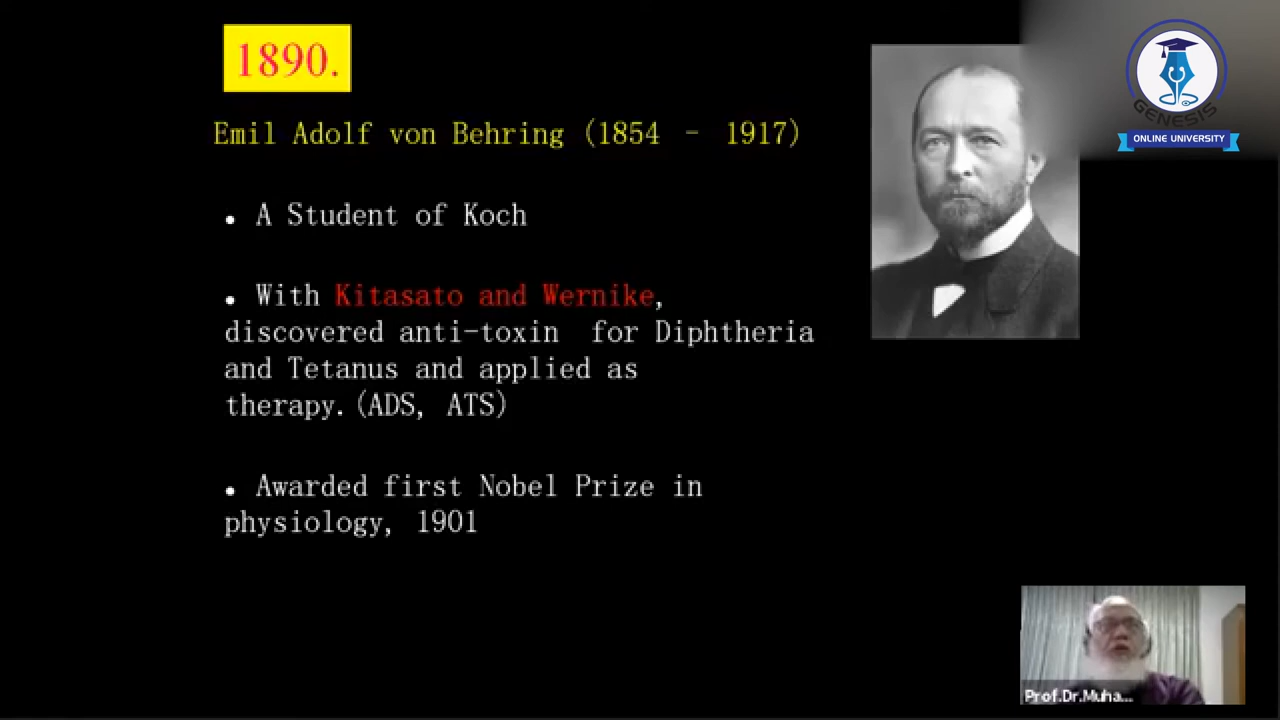 1890.
Emil Adolf von Behring (1854 – 1917)
. A Student of Koch
. With Kitasato and Wernike,
discovered anti-toxin for Diphtheria
and Tetanus and applied as
therapy.(ADS, ATS)
. Awarded first Nobel Prize in
physiology, 1901
GENESIS
ONLINE UNIVERSITY
Prof.Dr.Muha...